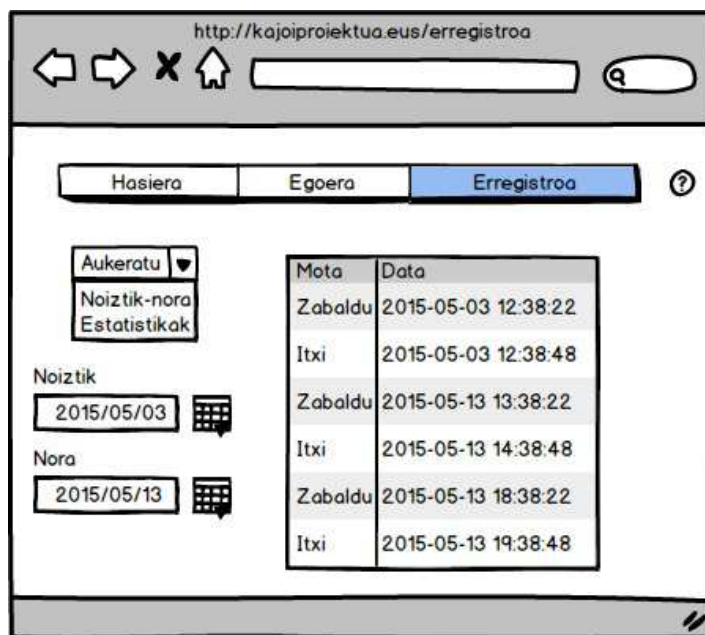 http://kajoiproiektua.eus/erregistroa
Hasiera Egoera Erregistroa ?
Aukeratu
Noiztik-nora
Estatistikak
Noiztik
2015/05/03
Nora
2015/05/13
Mota Data
Zabaldu 2015-05-03 12:38:22
Itxi 2015-05-03 12:38:48
Zabaldu 2015-05-13 13:38:22
Itxi 2015-05-13 14:38:48
Zabaldu 2015-05-13 18:38:22
Itxi 2015-05-13 19:38:48